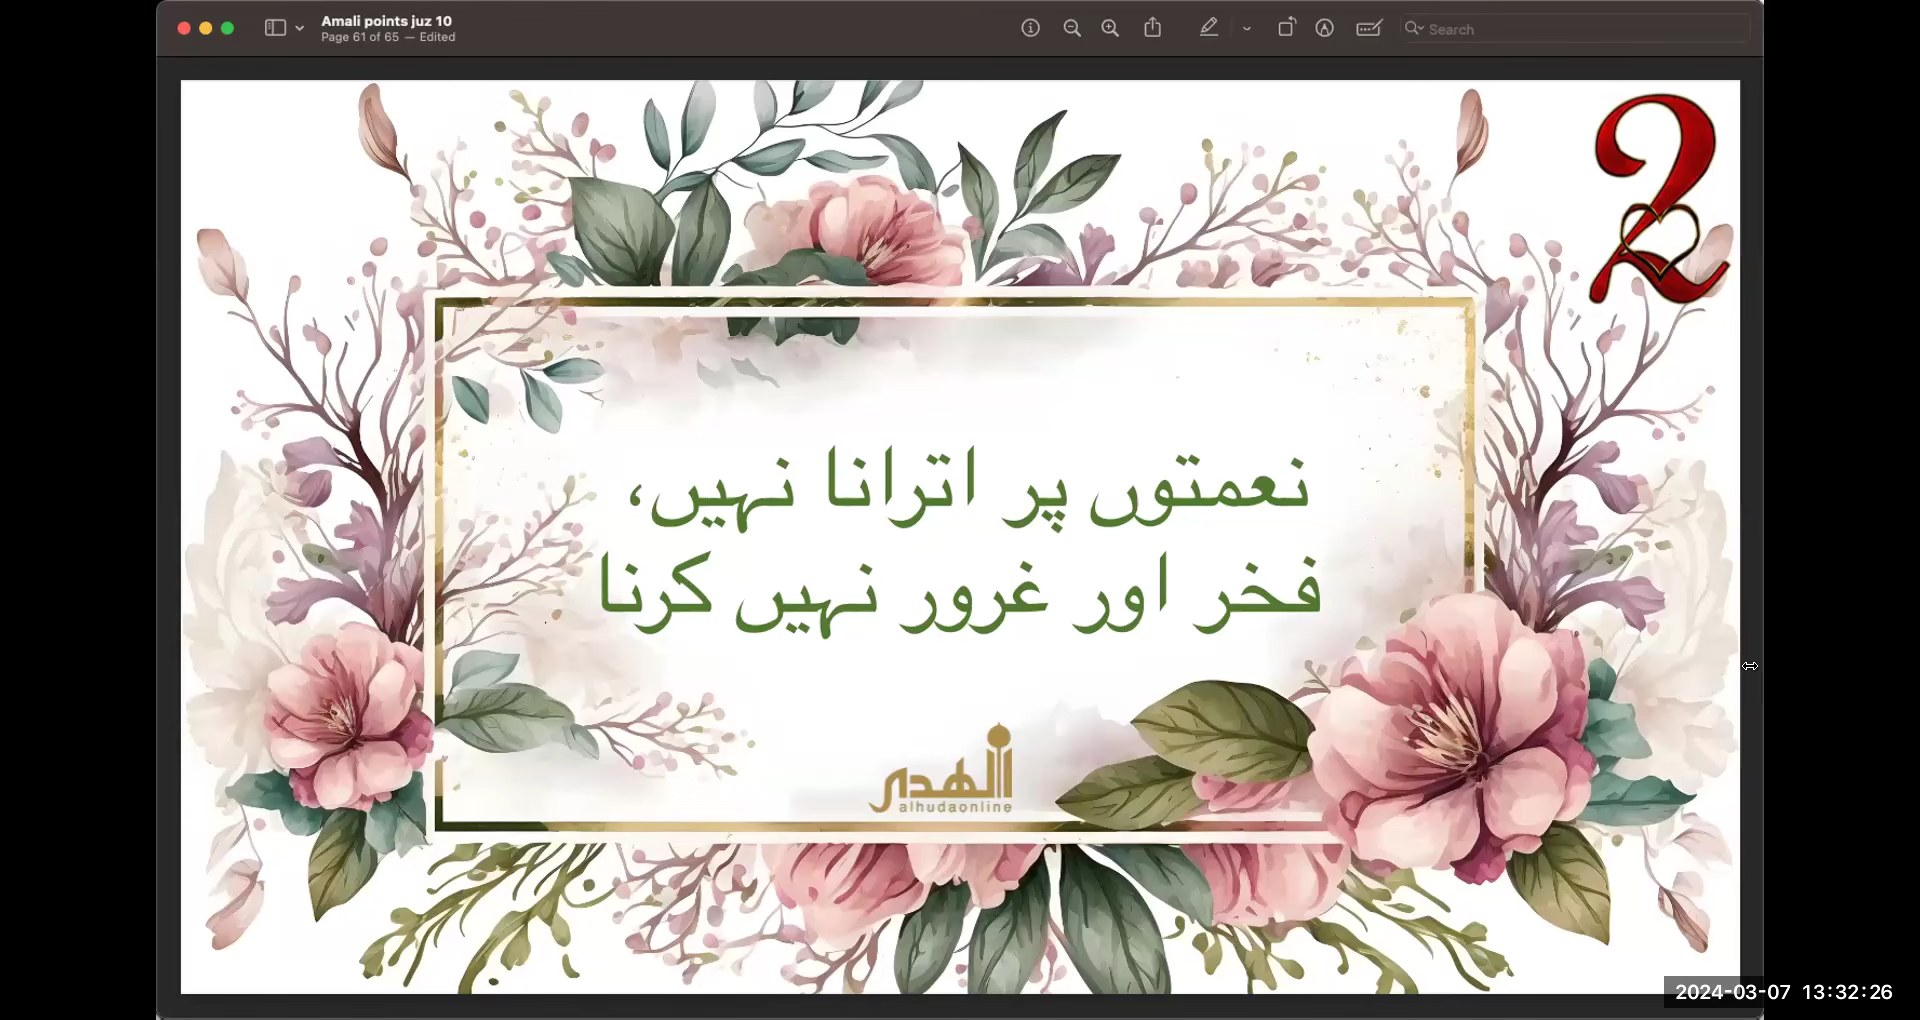 Amali points juz 10
Page 61 of 65 — Edited
Search
2
نعمتوں پر اترانا نہیں،
فخر اور غرور نہیں کرنا
الهدى
alhudaonline
2024-03-07 13:32:26